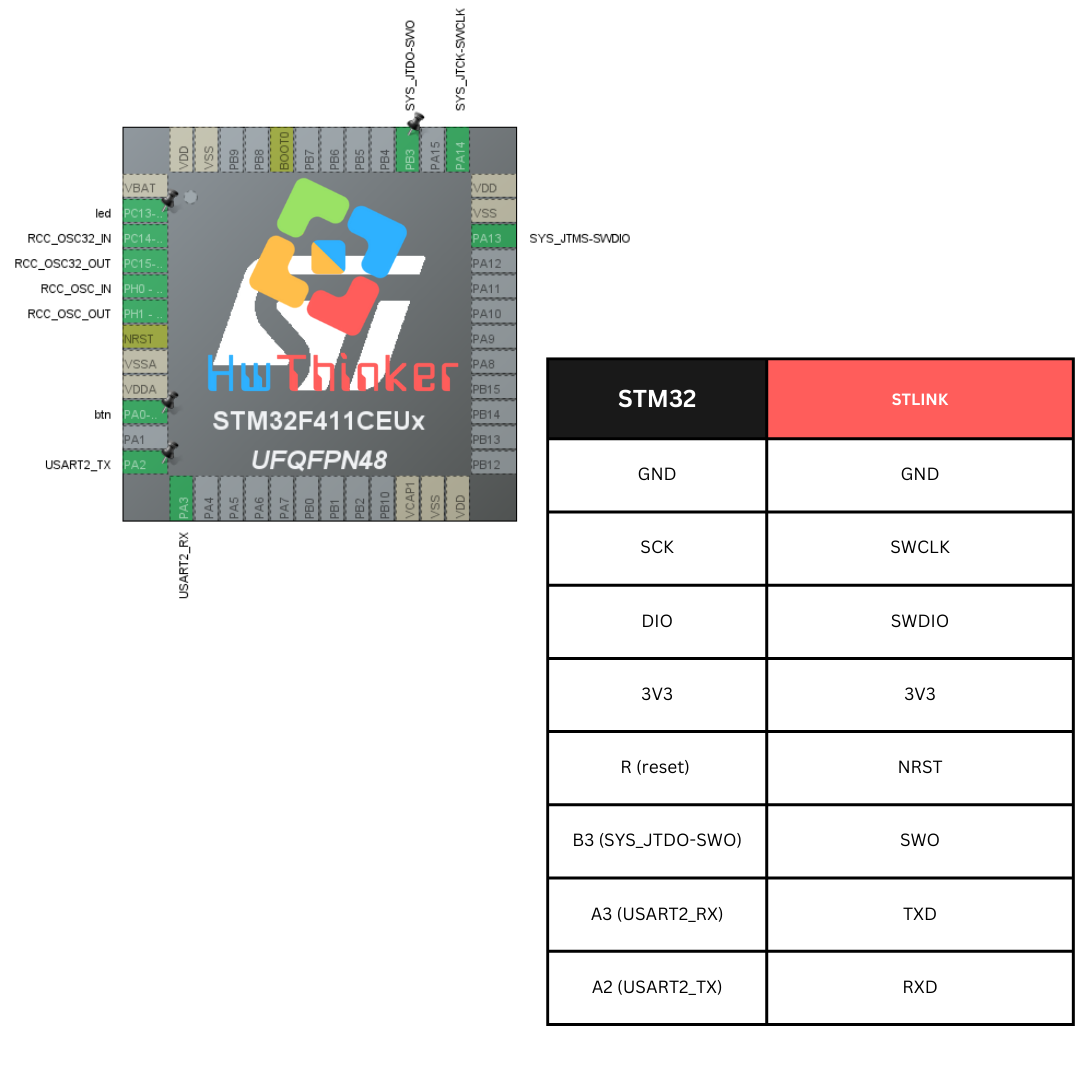 SYS_JTDO-SWO
SYS_JTCK-SWCLK
VDD
VSS
PB9
PB8
BOOT0
PB7
PB6
PB5
PB4
PB3
PA15
PA14
VBAT
VDD
led
PC13-..
VSS
RCC_OSC32_IN
PC14-..
PA13
SYS_JTMS-SWDIO
RCC_OSC32_OUT
PC15-..
PA12
RCC_OSC_IN
PH0 - ..
PA11
RCC_OSC_OUT
PH1 - ..
PA10
NRST
PA9
VSSA
PA8
VDDA
PB15
HwThinker
btn
PA0-..
PB14
STM32F411CEUx
PA1
PB13
USART2_TX
PA2
PB12
UFQFPN48
PA3
PA4
PA5
PA6
PA7
PB0
PB1
PB2
PB10
VCAP1
VSS
VDD
USART2_RX
STM32 STLINK
GND GND
SCK SWCLK
DIO SWDIO
3V3 3V3
R (reset) NRST
B3 (SYS_JTDO-SWO) SWO
A3 (USART2_RX) TXD
A2 (USART2_TX) RXD